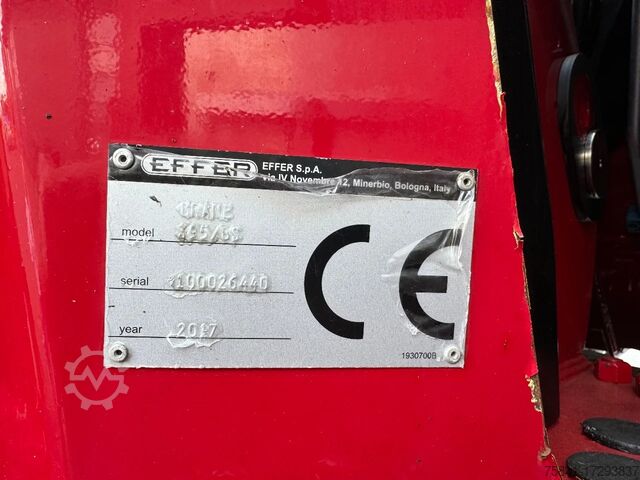 EFFER
EFFER S.p.A.
via IV Novembre 12, Minerbio, Bologna, Italy
CRANE
model
serial 100026440
year 2017
CE
1930700B